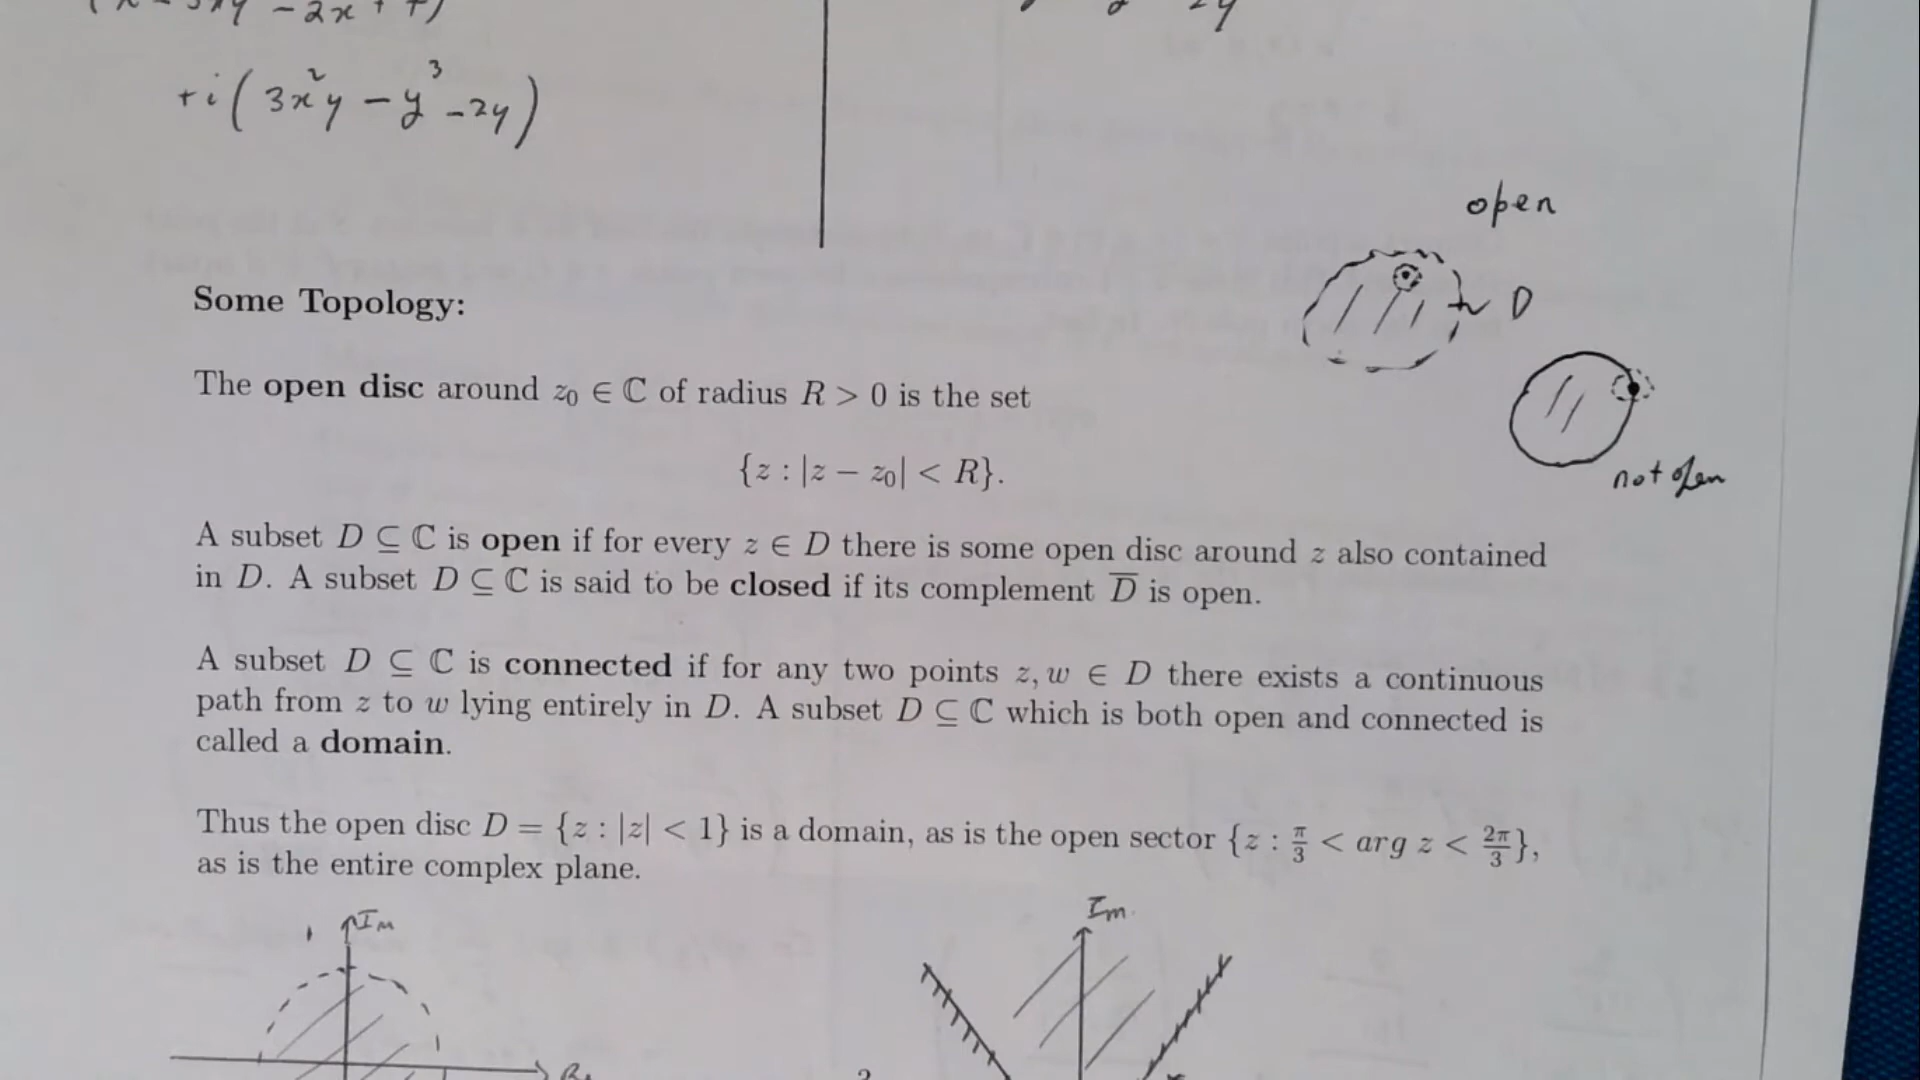 +i(3x²y - y³ - 2y)
open
D
not open
Some Topology:
The open disc around z₀ ∈ ℂ of radius R > 0 is the set
{z : |z − z₀| < R}.
A subset D ⊆ ℂ is open if for every z ∈ D there is some open disc around z also contained
in D. A subset D ⊆ ℂ is said to be closed if its complement D̅ is open.
A subset D ⊆ ℂ is connected if for any two points z, w ∈ D there exists a continuous
path from z to w lying entirely in D. A subset D ⊆ ℂ which is both open and connected is
called a domain.
Thus the open disc D = {z : |z| < 1} is a domain, as is the open sector {z : π/3 < arg z < 2π/3},
as is the entire complex plane.
Im
Im